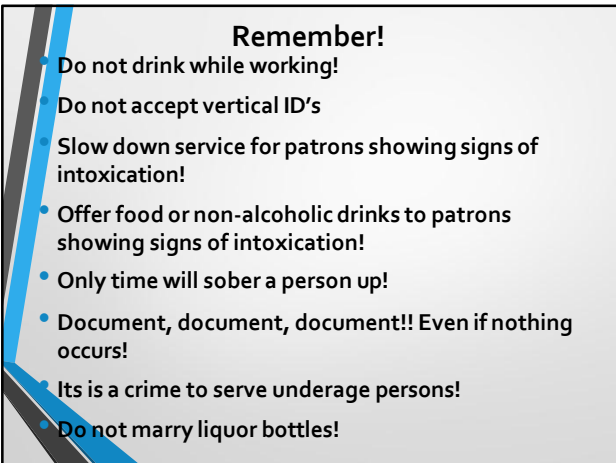 Remember!
• Do not drink while working!
• Do not accept vertical ID’s
• Slow down service for patrons showing signs of
intoxication!
• Offer food or non-alcoholic drinks to patrons
showing signs of intoxication!
• Only time will sober a person up!
• Document, document, document!! Even if nothing
occurs!
• Its is a crime to serve underage persons!
• Do not marry liquor bottles!